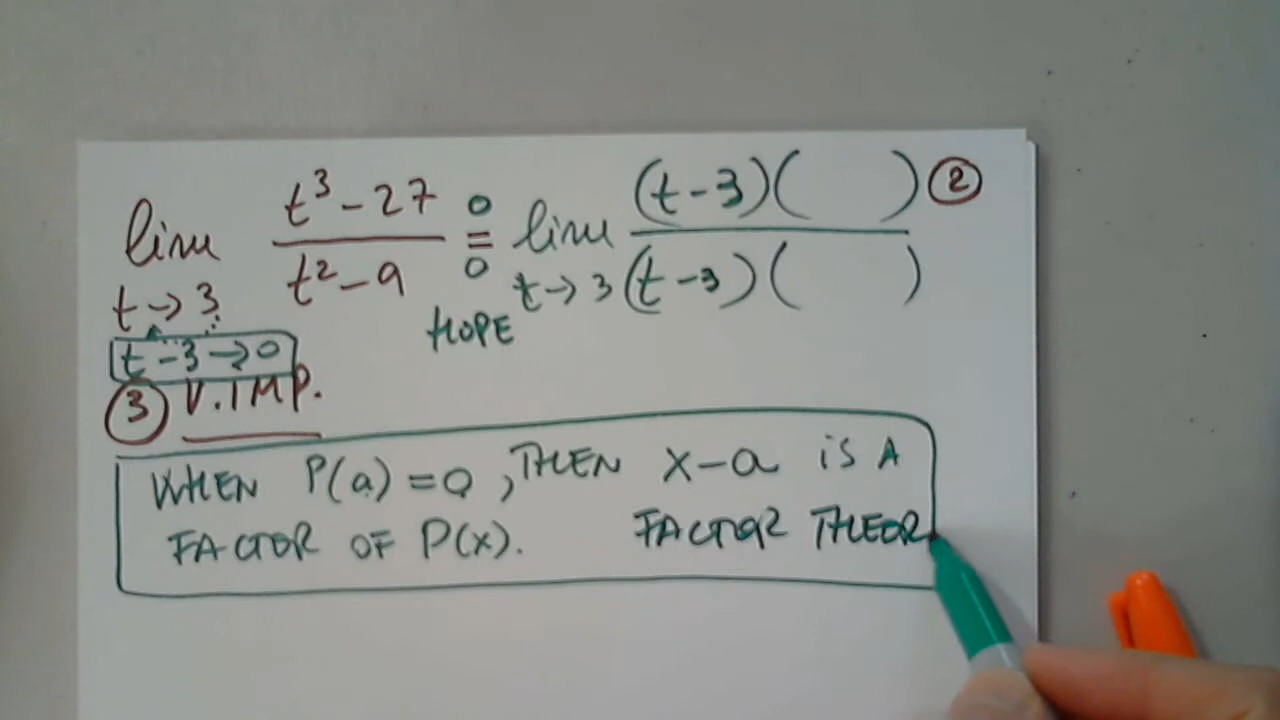 lim t³-27 / t²-9 = 0/0 lim (t-3)( ) / (t-3)( ) ②
t→3 t→3
HOPE
t-3→0
③ V.IMP.
WHEN P(a)=0, THEN x-a is A
FACTOR OF P(x). FACTOR THEOR